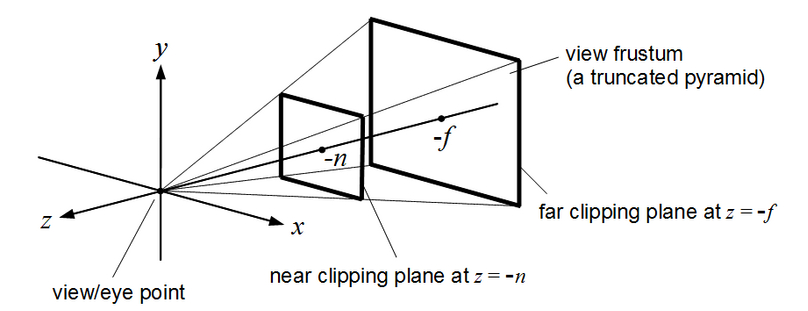 y
view frustum
(a truncated pyramid)
-f
-n
z
x
far clipping plane at z = -f
near clipping plane at z = -n
view/eye point